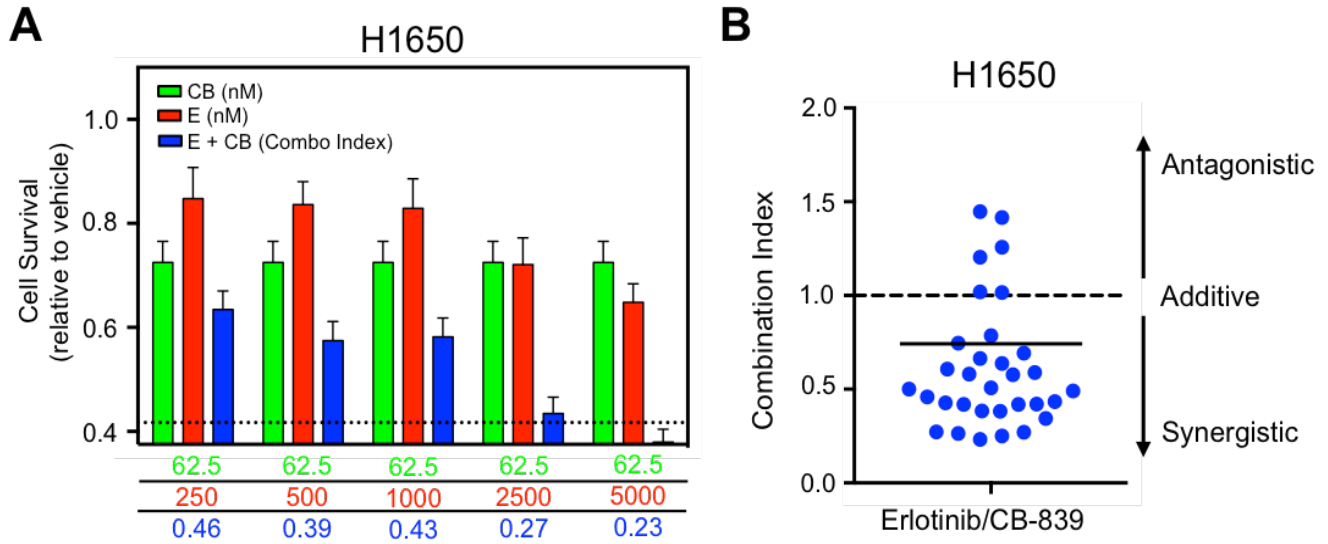 A
H1650
CB (nM)
E (nM)
E + CB (Combo Index)
Cell Survival
(relative to vehicle)
1.0
0.8
0.6
0.4
62.5 62.5 62.5 62.5 62.5
250 500 1000 2500 5000
0.46 0.39 0.43 0.27 0.23
B
H1650
Combination Index
2.0
1.5
1.0
0.5
0.0
Antagonistic
Additive
Synergistic
Erlotinib/CB-839